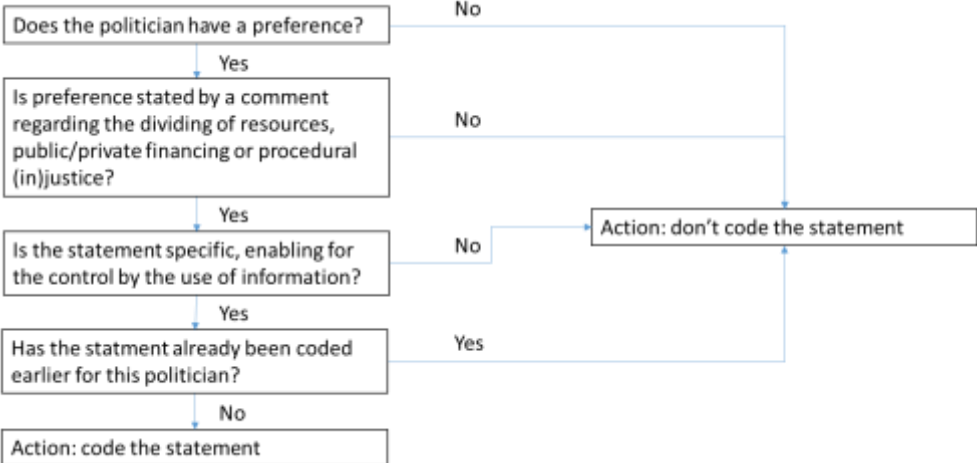 No
Does the politician have a preference?
Yes
Is preference stated by a comment
regarding the dividing of resources,
public/private financing or procedural
(in)justice?
No
Yes
Action: don't code the statement
Is the statement specific, enabling for
the control by the use of information?
No
Yes
Has the statment already been coded
earlier for this politician?
Yes
No
Action: code the statement